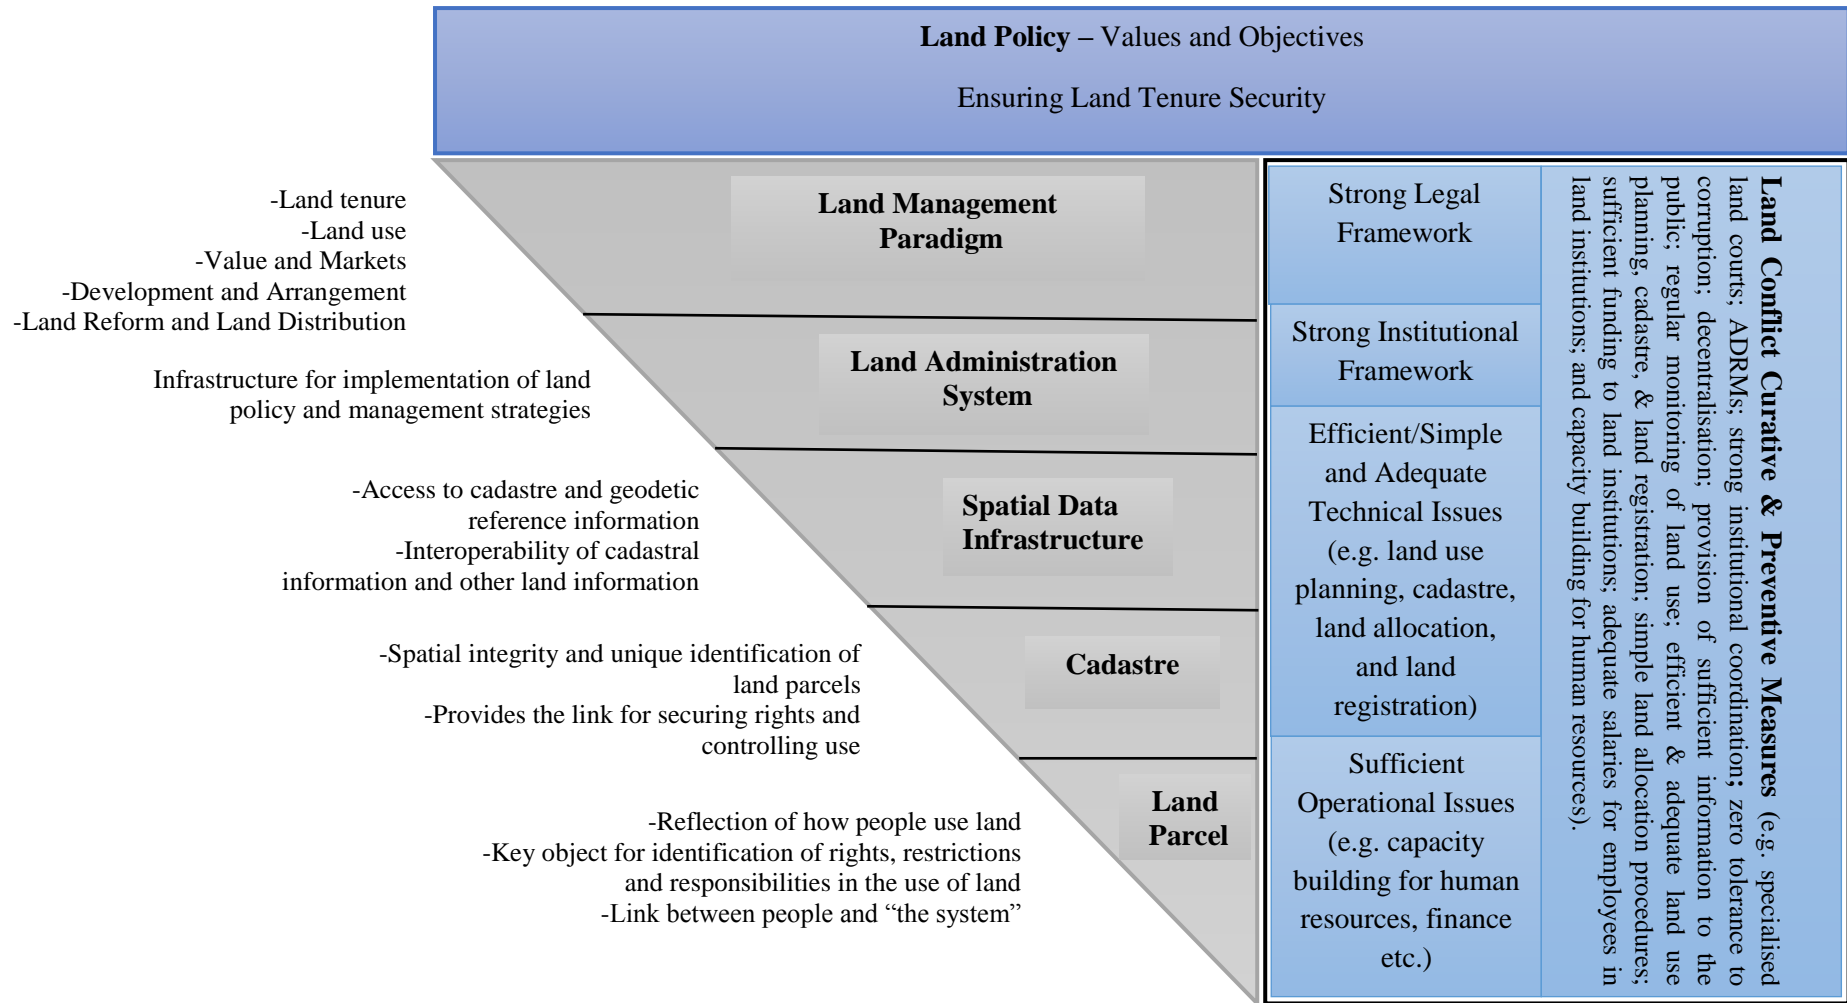 Land Policy – Values and Objectives
Ensuring Land Tenure Security
-Land tenure
-Land use
-Value and Markets
-Development and Arrangement
-Land Reform and Land Distribution
Land Management
Paradigm
Infrastructure for implementation of land
policy and management strategies
Land Administration
System
-Access to cadastre and geodetic
reference information
-Interoperability of cadastral
information and other land information
Spatial Data
Infrastructure
-Spatial integrity and unique identification of
land parcels
-Provides the link for securing rights and
controlling use
Cadastre
-Reflection of how people use land
-Key object for identification of rights, restrictions
and responsibilities in the use of land
-Link between people and “the system”
Land
Parcel
Strong Legal
Framework
Strong Institutional
Framework
Efficient/Simple
and Adequate
Technical Issues
(e.g. land use
planning, cadastre,
land allocation,
and land
registration)
Sufficient
Operational Issues
(e.g. capacity
building for human
resources, finance
etc.)
Land Conflict Curative & Preventive Measures (e.g. specialised
land courts; ADRMs; strong institutional coordination; zero tolerance to
corruption; decentralisation; provision of sufficient information to the
public; regular monitoring of land use; efficient & adequate land use
planning, cadastre, & land registration; simple land allocation procedures;
sufficient funding to land institutions; adequate salaries for employees in
land institutions; and capacity building for human resources).